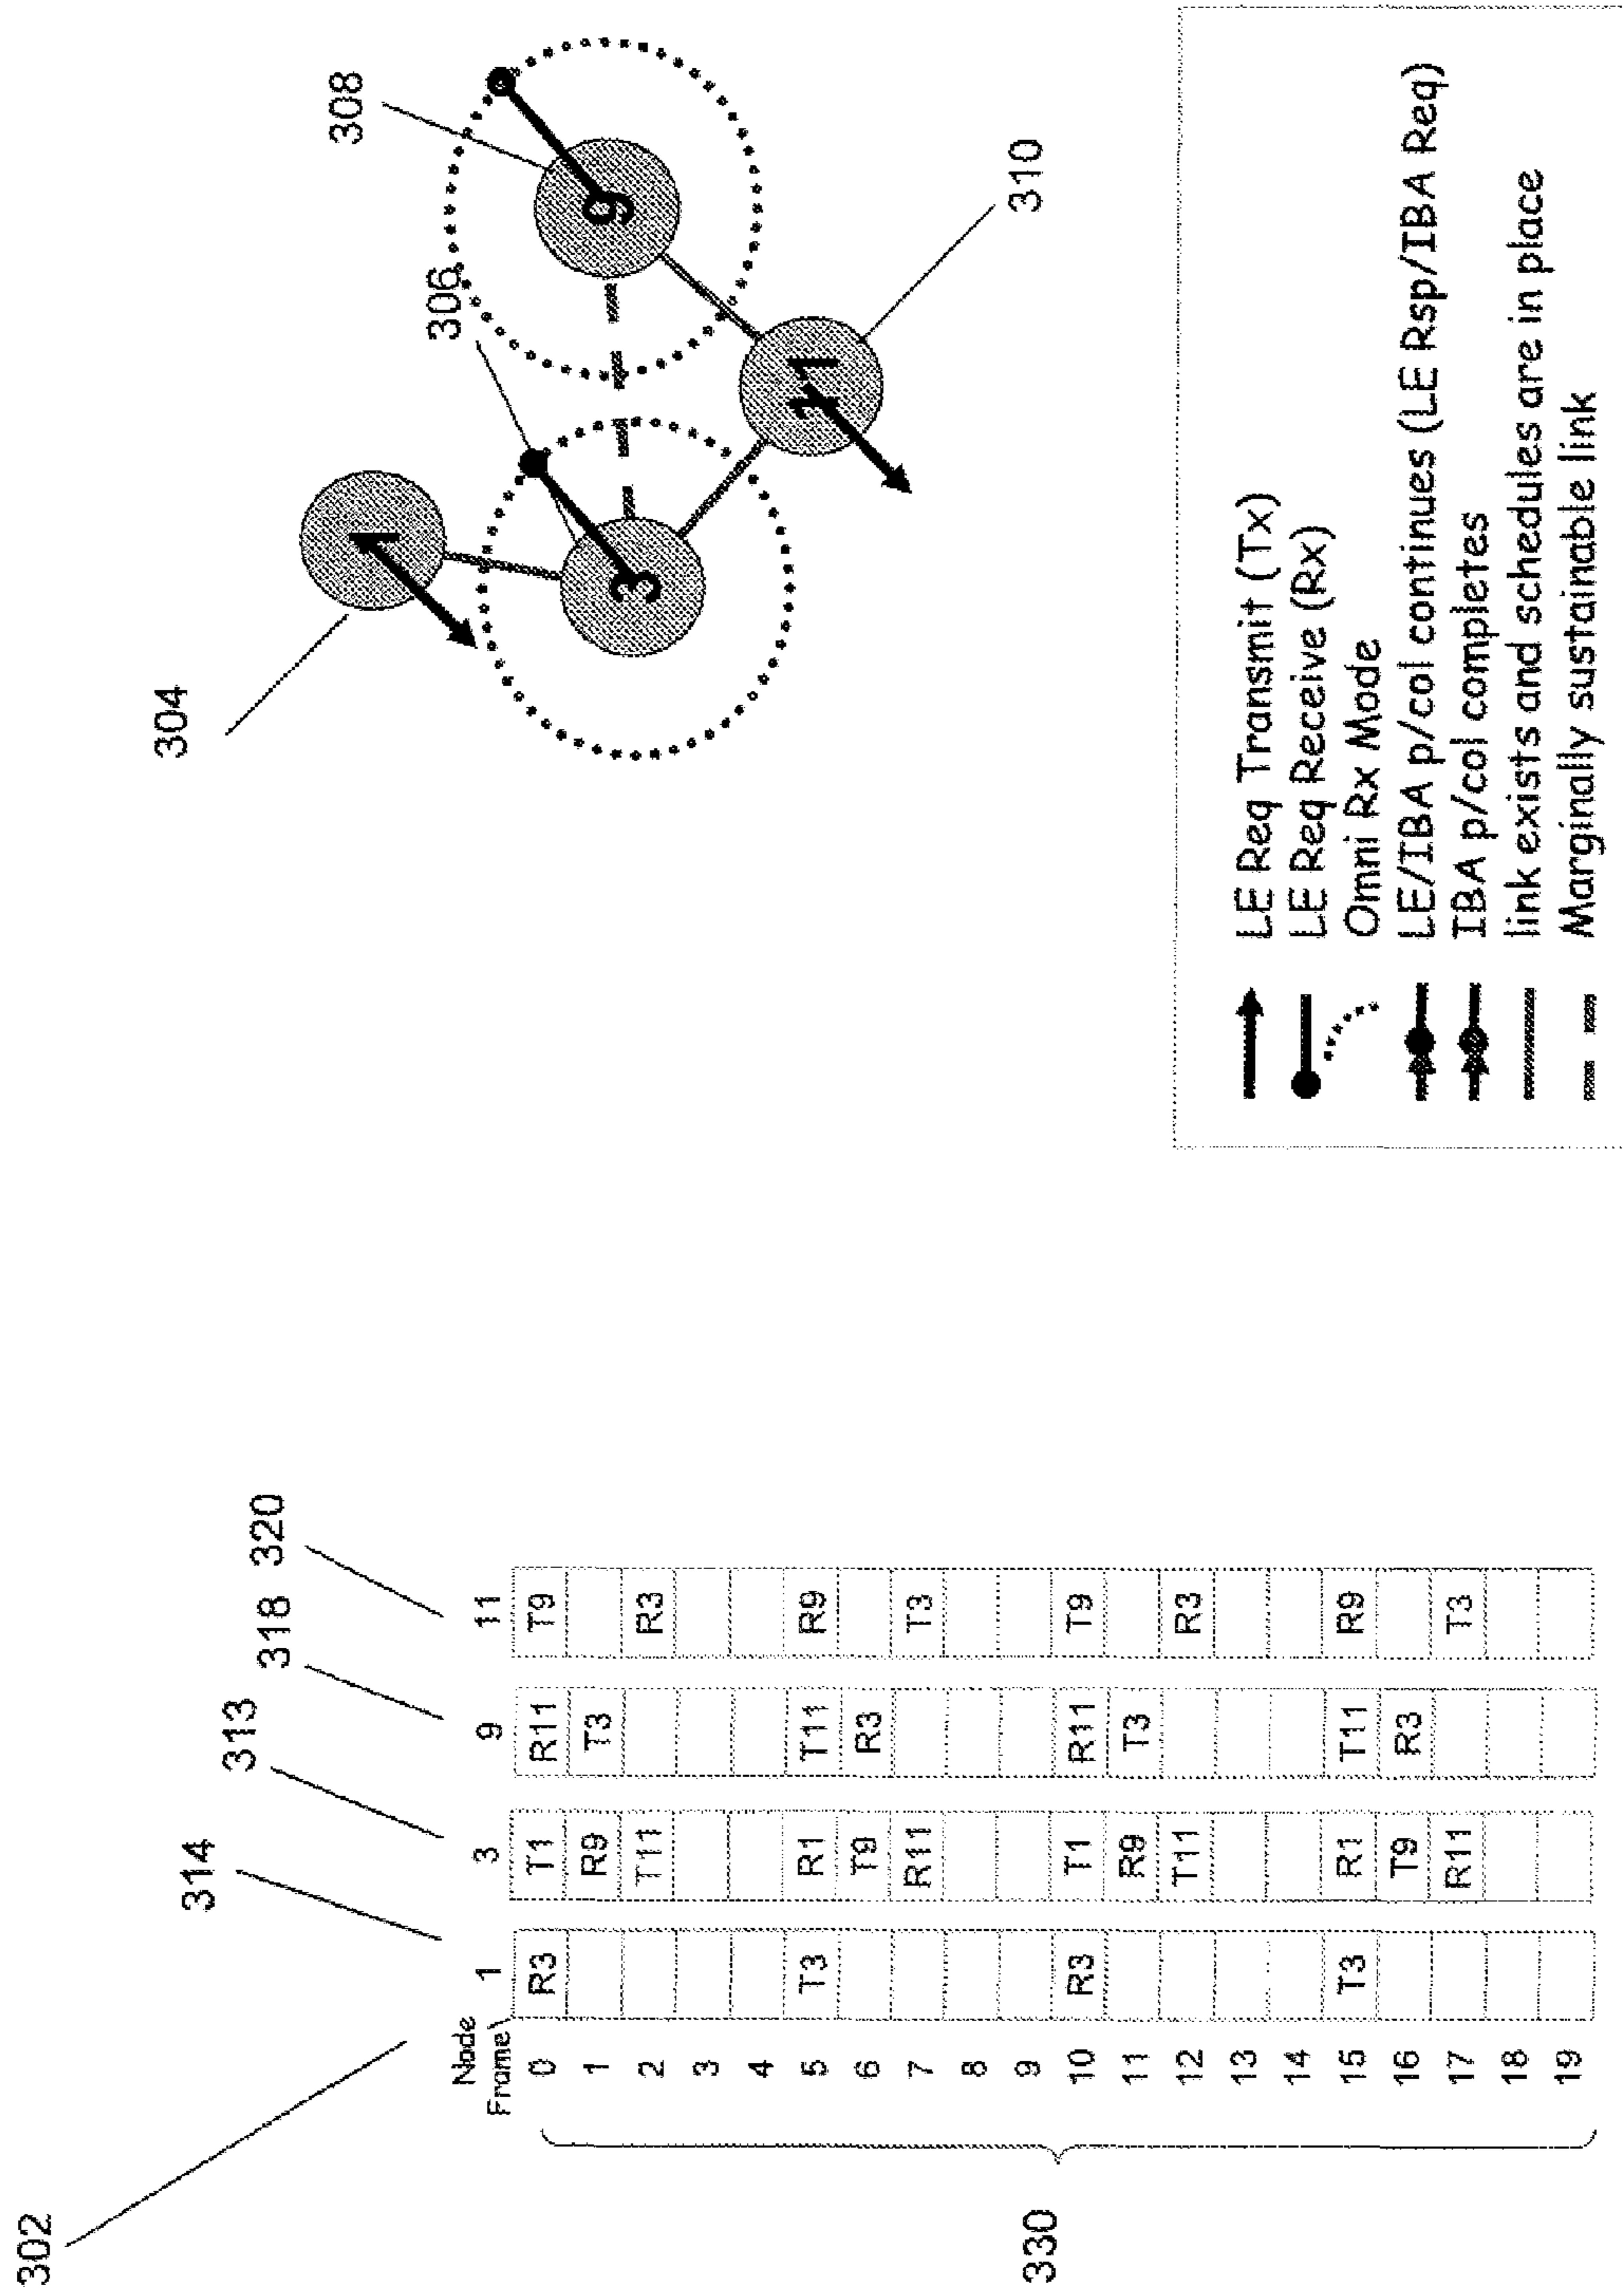 302
314
313
318
320
Node
Frame
1
3
9
11
0 R3 T1 R11 T9
1 R9 T3
2 T11 R3
3
4
5 T3 R1 T11 R9
6 T9 R3
7 R11 T3
8
9
10 R3 T1 R11 T9
11 R9 T3
12 T11 R3
13
14
15 T3 R1 T11 R9
16 T9 R3
17 R11 T3
18
19
330
304
306
308
310
1
3
9
11
LE Req Transmit (Tx)
LE Req Receive (Rx)
Omni Rx Mode
LE/IBA p/col continues (LE Rsp/IBA Req)
IBA p/col completes
link exists and schedules are in place
Marginally sustainable link